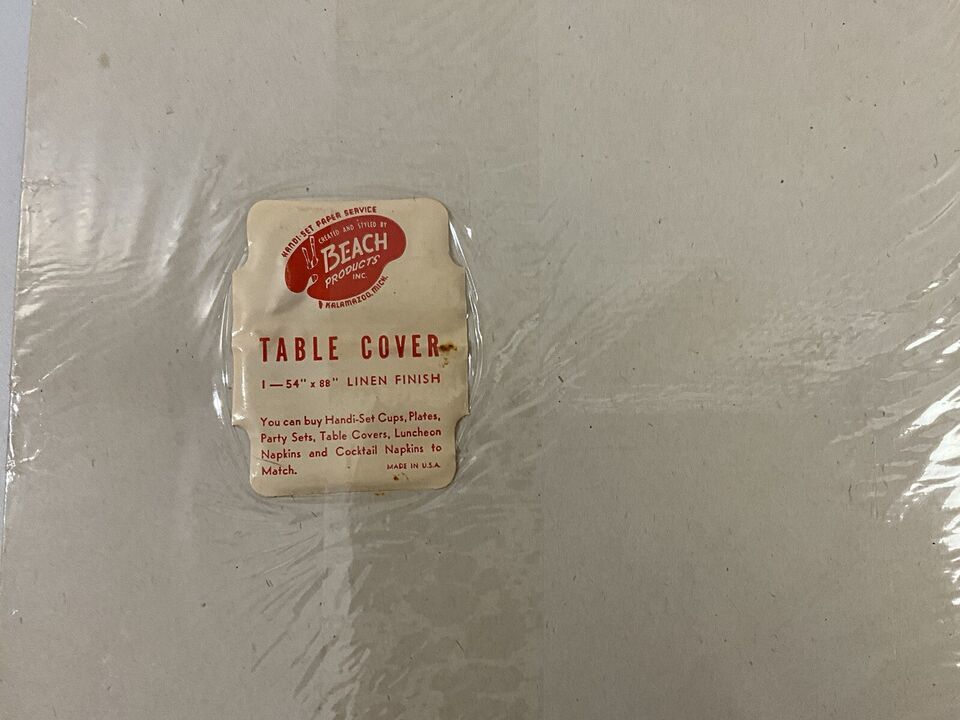 HANDI-SET PAPER SERVICE
CREATED AND STYLED BY
BEACH
PRODUCTS
INC.
KALAMAZOO, MICH.
TABLE COVER
1—54" x 88" LINEN FINISH
You can buy Handi-Set Cups, Plates,
Party Sets, Table Covers, Luncheon
Napkins and Cocktail Napkins to
Match.
MADE IN U.S.A.